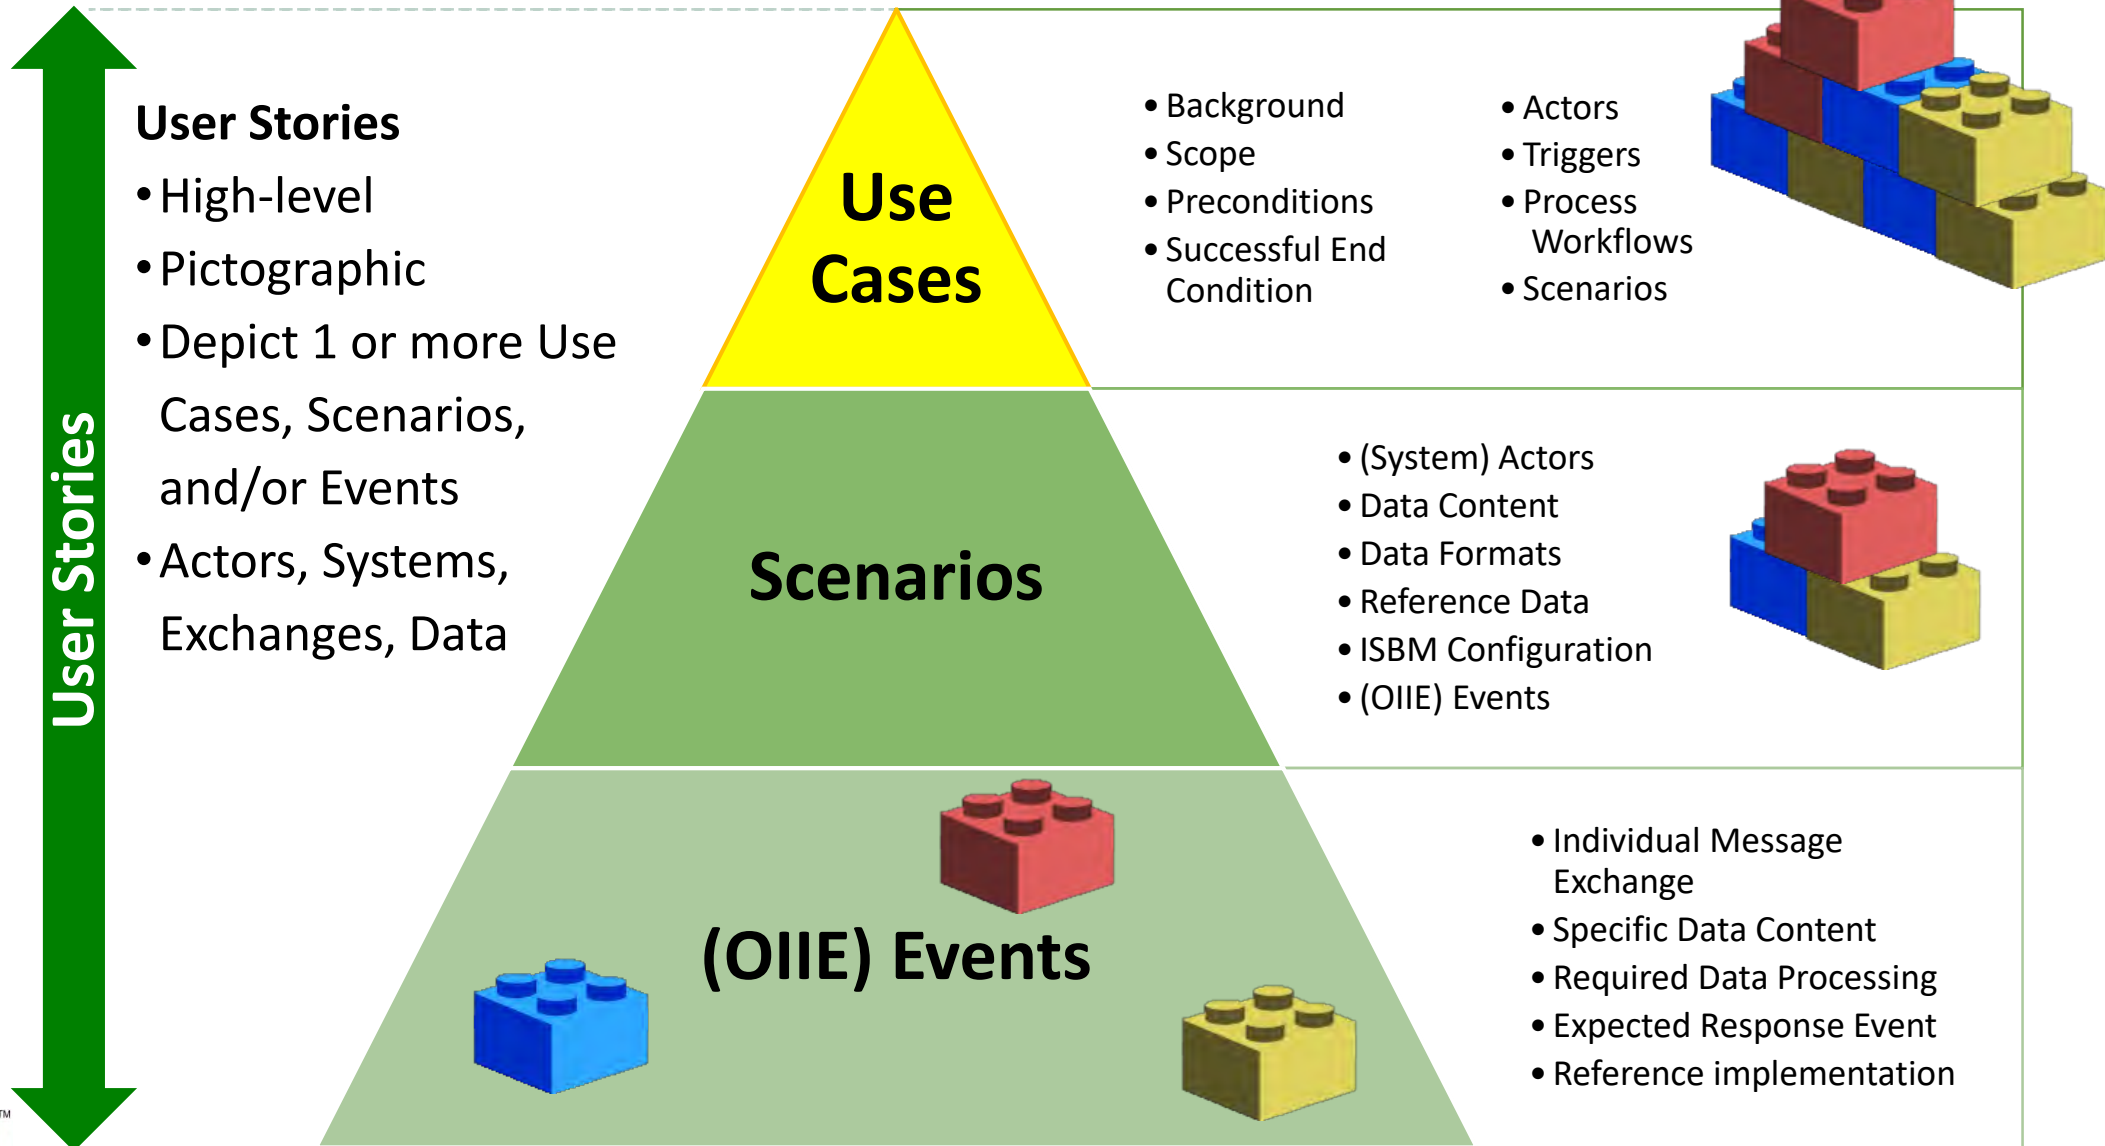 User Stories
User Stories
•High-level
•Pictographic
•Depict 1 or more Use
Cases, Scenarios,
and/or Events
•Actors, Systems,
Exchanges, Data
Use
Cases
•Background
•Scope
•Preconditions
•Successful End
Condition
•Actors
•Triggers
•Process
Workflows
•Scenarios
Scenarios
•(System) Actors
•Data Content
•Data Formats
•Reference Data
•ISBM Configuration
•(OIIE) Events
(OIIE) Events
•Individual Message
Exchange
•Specific Data Content
•Required Data Processing
•Expected Response Event
•Reference implementation
TM